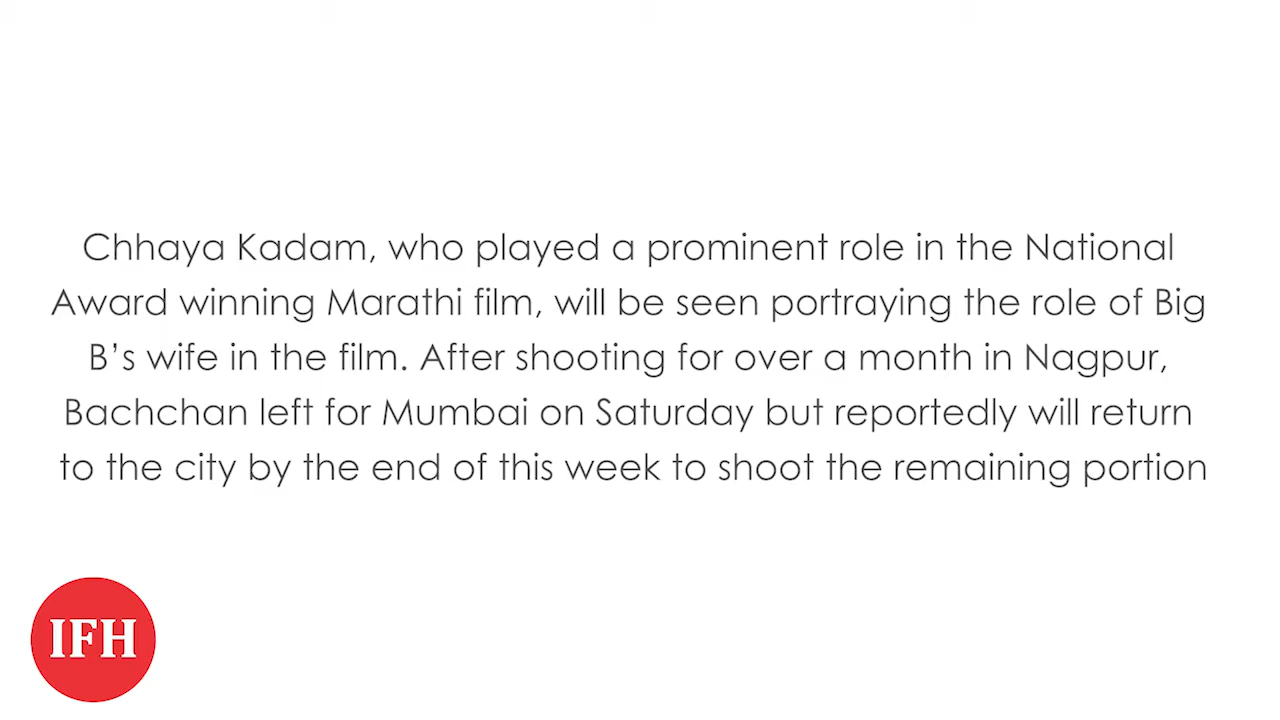 Chhaya Kadam, who played a prominent role in the National
Award winning Marathi film, will be seen portraying the role of Big
B’s wife in the film. After shooting for over a month in Nagpur,
Bachchan left for Mumbai on Saturday but reportedly will return
to the city by the end of this week to shoot the remaining portion
IFH